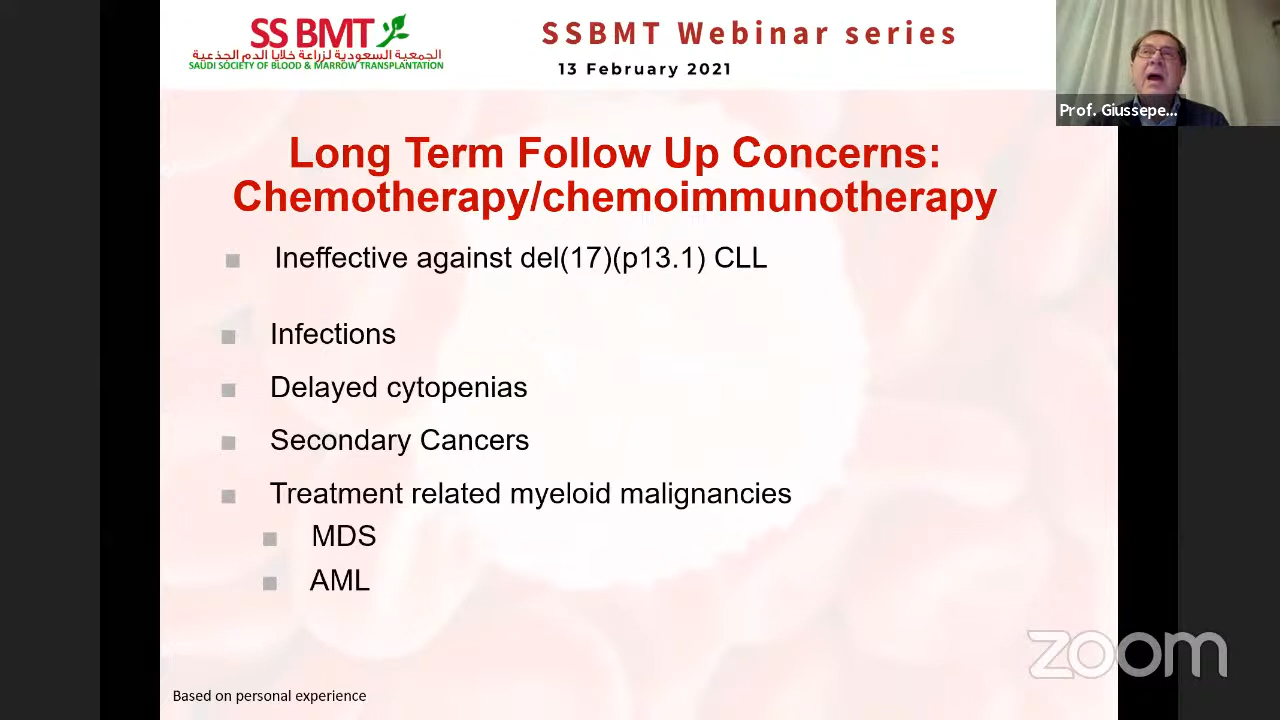 SS BMT
الجمعية السعودية لزراعة خلايا الدم الجذعية
SAUDI SOCIETY OF BLOOD & MARROW TRANSPLANTATION
SSBMT Webinar series
13 February 2021
Prof. Giussepe...
Long Term Follow Up Concerns:
Chemotherapy/chemoimmunotherapy
Ineffective against del(17)(p13.1) CLL
Infections
Delayed cytopenias
Secondary Cancers
Treatment related myeloid malignancies
MDS
AML
zoom
Based on personal experience